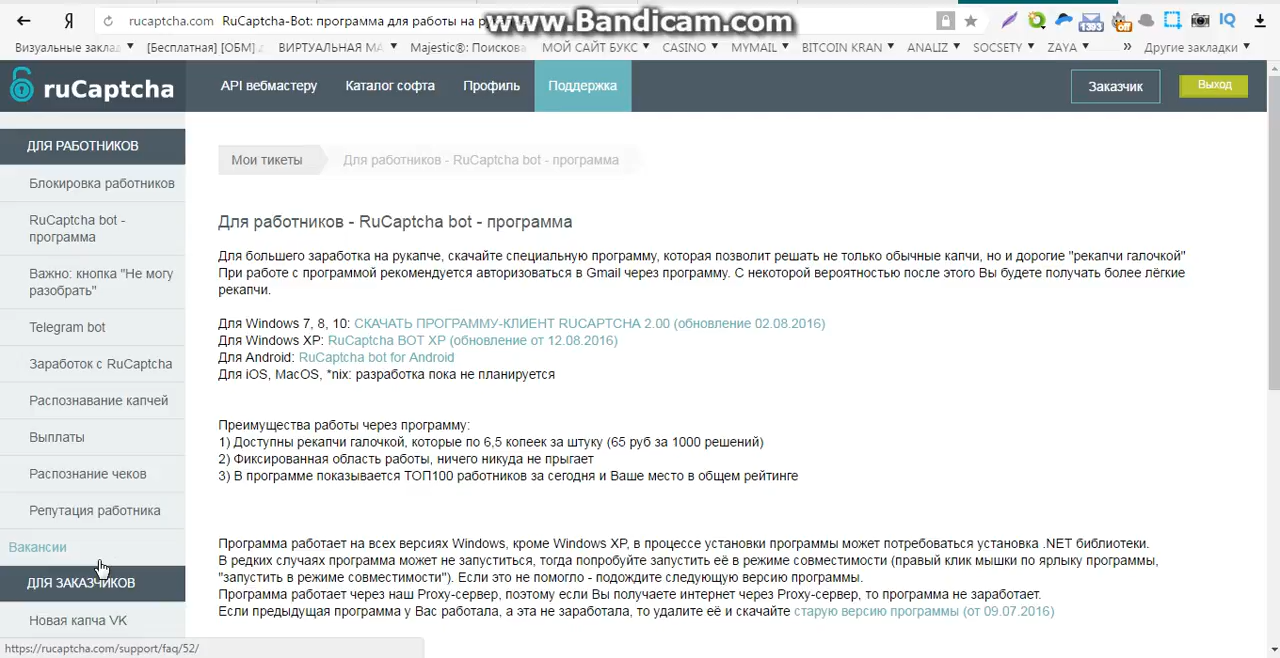 Я rucaptcha.com RuCaptcha-Bot: программа для работы на р
www.Bandicam.com
Визуальные заклад [Бесплатная] [ОБМ] ВИРТУАЛЬНАЯ МА Majestic®: Поискова МОЙ САЙТ БУКС CASINO MYMAIL BITCOIN KRAN ANALIZ SOCSETY ZAYA » Другие закладки
ruCaptcha API вебмастеру Каталог софта Профиль Поддержка Заказчик Выход
ДЛЯ РАБОТНИКОВ
Блокировка работников
RuCaptcha bot -
программа
Важно: кнопка "Не могу
разобрать"
Telegram bot
Заработок с RuCaptcha
Распознавание капчей
Выплаты
Распознание чеков
Репутация работника
Вакансии
ДЛЯ ЗАКАЗЧИКОВ
Новая капча VK
https://rucaptcha.com/support/faq/52/
Мои тикеты Для работников - RuCaptcha bot - программа
Для работников - RuCaptcha bot - программа
Для большего заработка на рукапче, скачайте специальную программу, которая позволит решать не только обычные капчи, но и дорогие "рекапчи галочкой"
При работе с программой рекомендуется авторизоваться в Gmail через программу. С некоторой вероятностью после этого Вы будете получать более лёгкие
рекапчи.
Для Windows 7, 8, 10: СКАЧАТЬ ПРОГРАММУ-КЛИЕНТ RUCAPTCHA 2.00 (обновление 02.08.2016)
Для Windows XP: RuCaptcha BOT XP (обновление от 12.08.2016)
Для Android: RuCaptcha bot for Android
Для iOS, MacOS, *nix: разработка пока не планируется
Преимущества работы через программу:
1) Доступны рекапчи галочкой, которые по 6,5 копеек за штуку (65 руб за 1000 решений)
2) Фиксированная область работы, ничего никуда не прыгает
3) В программе показывается ТОП100 работников за сегодня и Ваше место в общем рейтинге
Программа работает на всех версиях Windows, кроме Windows XP, в процессе установки программы может потребоваться установка .NET библиотеки.
В редких случаях программа может не запуститься, тогда попробуйте запустить её в режиме совместимости (правый клик мышки по ярлыку программы,
"запустить в режиме совместимости"). Если это не помогло - подождите следующую версию программы.
Программа работает через наш Proxy-сервер, поэтому если Вы получаете интернет через Proxy-сервер, то программа не заработает.
Если предыдущая программа у Вас работала, а эта не заработала, то удалите её и скачайте старую версию программы (от 09.07.2016)